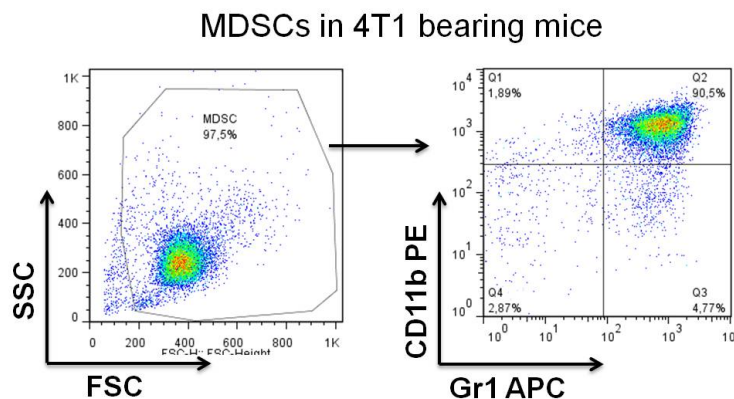 MDSCs in 4T1 bearing mice
1K
800
600
400
200
0
MDSC
97,5%
0 200 400 600 800 1K
FSC-H:: FSC-Height
SSC
FSC
10^4
10^3
10^2
10^1
10^0
Q1
1,89%
Q2
90,5%
Q4
2,87%
Q3
4,77%
10^0 10^1 10^2 10^3
CD11b PE
Gr1 APC